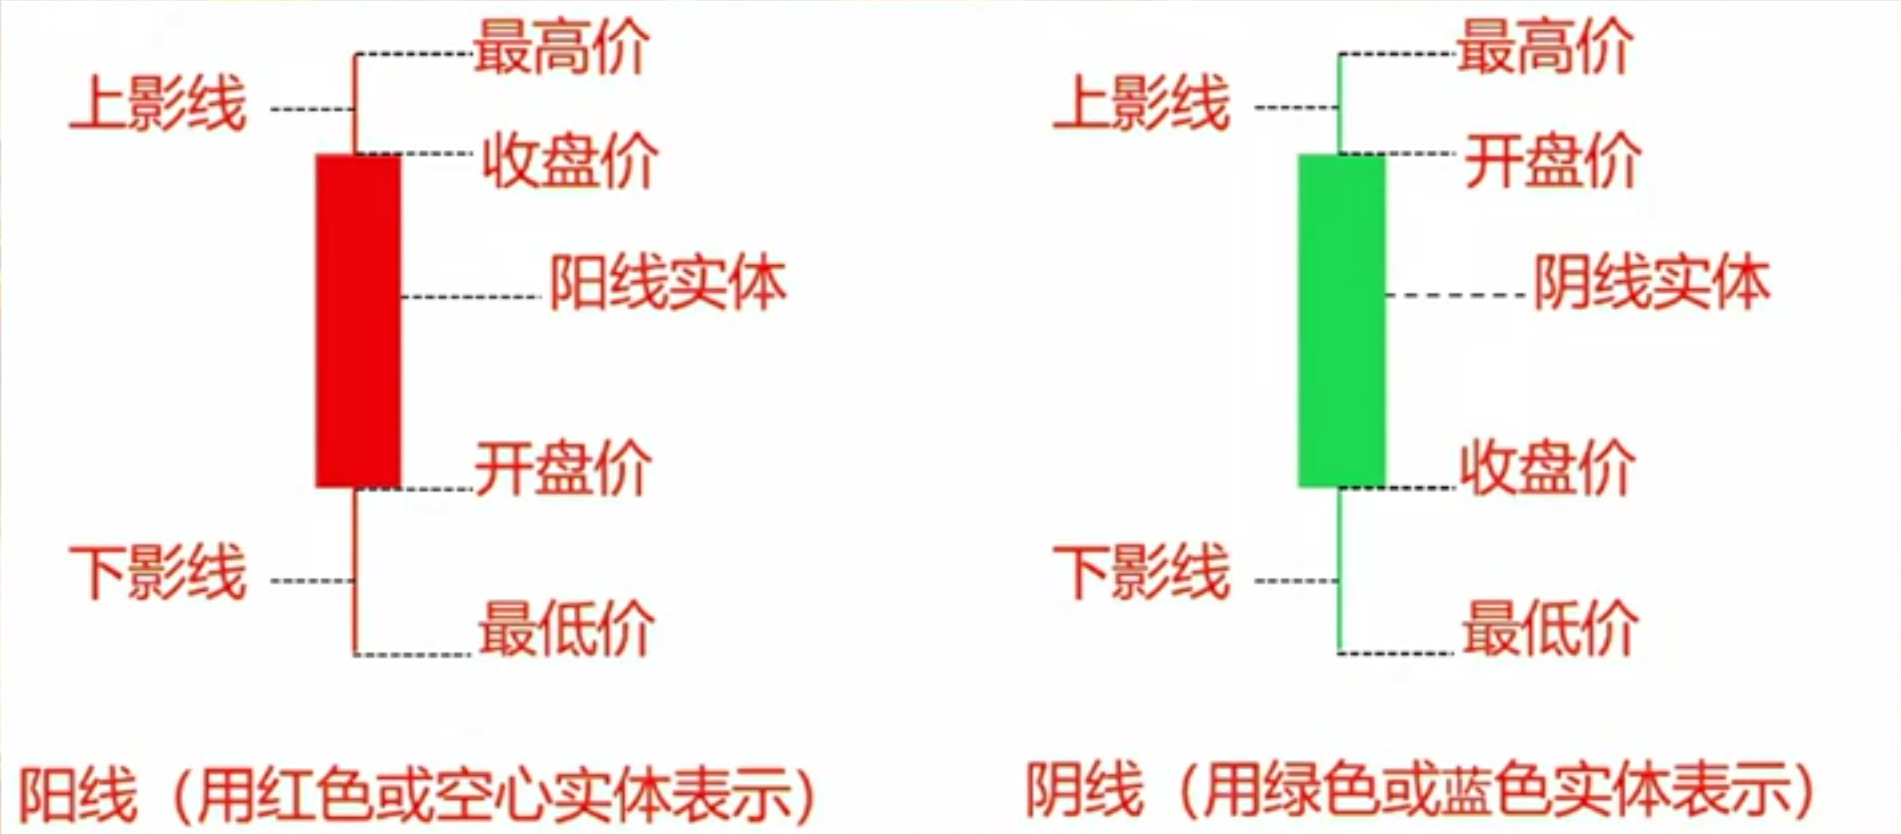 最高价
上影线
收盘价
阳线实体
开盘价
下影线
最低价
阳线（用红色或空心实体表示）
最高价
上影线
开盘价
阴线实体
收盘价
下影线
最低价
阴线（用绿色或蓝色实体表示）